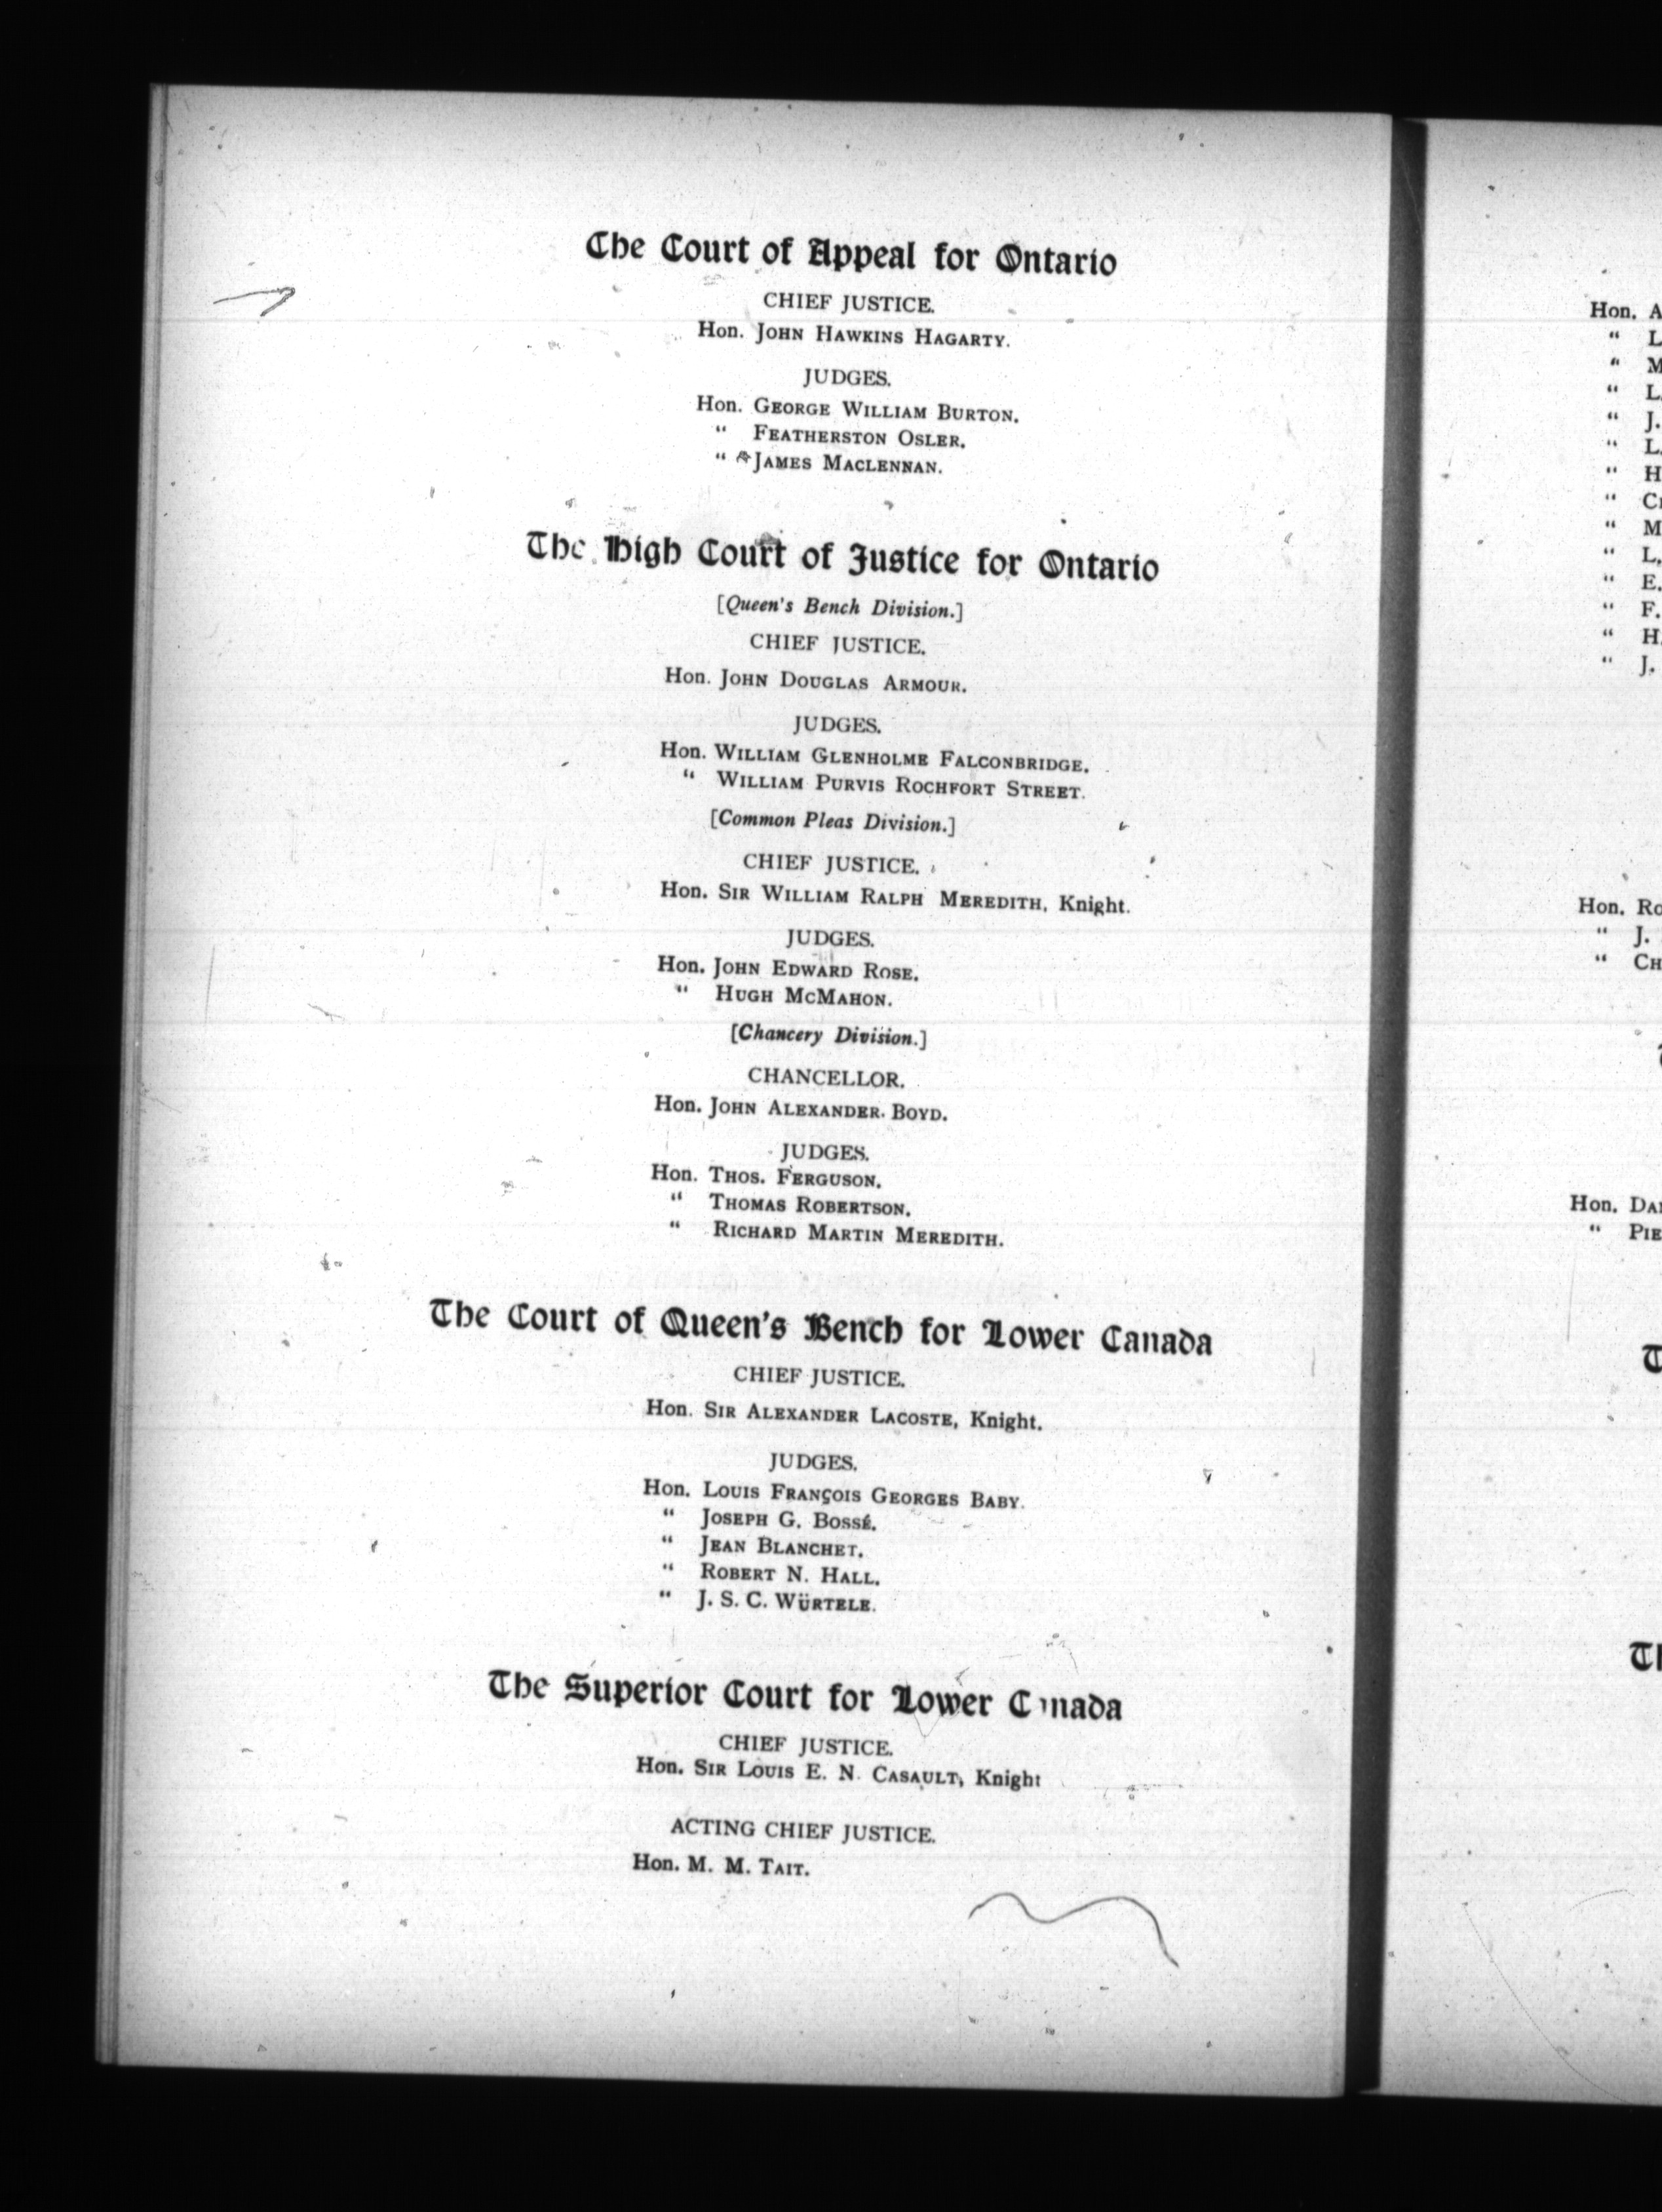 The Court of Appeal for Ontario
CHIEF JUSTICE.
Hon. JOHN HAWKINS HAGARTY.
JUDGES.
Hon. GEORGE WILLIAM BURTON.
" FEATHERSTON OSLER.
" JAMES MACLENNAN.
The High Court of Justice for Ontario
[Queen's Bench Division.]
CHIEF JUSTICE.
Hon. JOHN DOUGLAS ARMOUR.
JUDGES.
Hon. WILLIAM GLENHOLME FALCONBRIDGE.
" WILLIAM PURVIS ROCHFORT STREET.
[Common Pleas Division.]
CHIEF JUSTICE.
Hon. SIR WILLIAM RALPH MEREDITH, Knight.
JUDGES.
Hon. JOHN EDWARD ROSE.
" HUGH MCMAHON.
[Chancery Division.]
CHANCELLOR.
Hon. JOHN ALEXANDER BOYD.
JUDGES.
Hon. THOS. FERGUSON.
" THOMAS ROBERTSON.
" RICHARD MARTIN MEREDITH.
The Court of Queen's Bench for Lower Canada
CHIEF JUSTICE.
Hon. SIR ALEXANDER LACOSTE, Knight.
JUDGES.
Hon. LOUIS FRANÇOIS GEORGES BABY.
" JOSEPH G. BOSSÉ.
" JEAN BLANCHET.
" ROBERT N. HALL.
" J. S. C. WÜRTELE.
The Superior Court for Lower Canada
CHIEF JUSTICE.
Hon. SIR LOUIS E. N. CASAULT, Knight
ACTING CHIEF JUSTICE.
Hon. M. M. TAIT.
Hon. A
" L
" M
" L.
" J.
" L.
" H
" C
" M
" L.
" E.
" F.
" H.
" J.
Hon. Ro
" J.
" CH
Hon. DA
" PIE